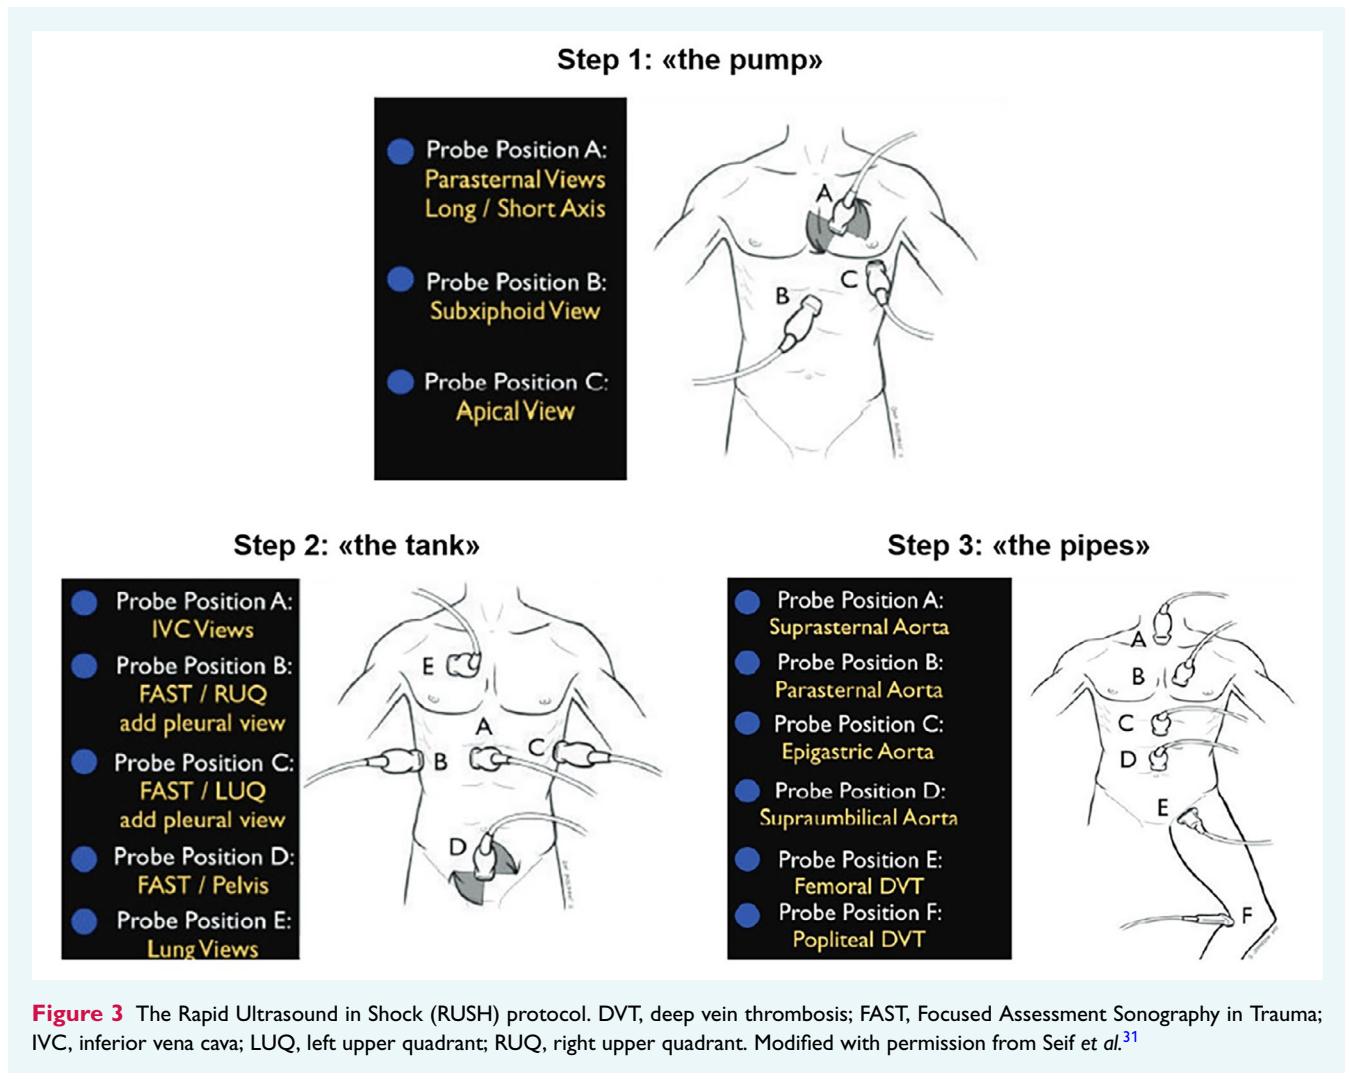 Step 1: «the pump»
Probe Position A:
Parasternal Views
Long / Short Axis
Probe Position B:
Subxiphoid View
Probe Position C:
Apical View
A
B
C
Step 2: «the tank»
Probe Position A:
IVC Views
Probe Position B:
FAST / RUQ
add pleural view
Probe Position C:
FAST / LUQ
add pleural view
Probe Position D:
FAST / Pelvis
Probe Position E:
Lung Views
E
A
B
C
D
Step 3: «the pipes»
Probe Position A:
Suprasternal Aorta
Probe Position B:
Parasternal Aorta
Probe Position C:
Epigastric Aorta
Probe Position D:
Supraumbilical Aorta
Probe Position E:
Femoral DVT
Probe Position F:
Popliteal DVT
A
B
C
D
E
F
Figure 3 The Rapid Ultrasound in Shock (RUSH) protocol. DVT, deep vein thrombosis; FAST, Focused Assessment Sonography in Trauma;
IVC, inferior vena cava; LUQ, left upper quadrant; RUQ, right upper quadrant. Modified with permission from Seif et al.31